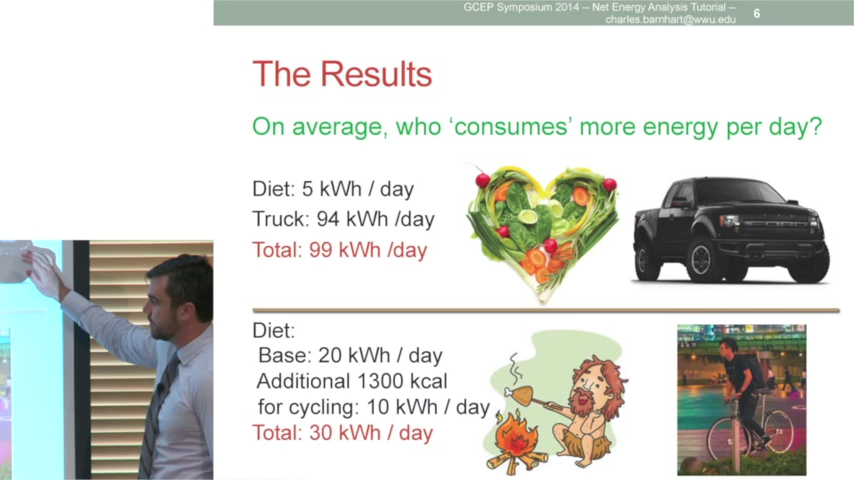 GCEP Symposium 2014 -- Net Energy Analysis Tutorial --
charles.barnhart@wwu.edu
6
The Results
On average, who ‘consumes’ more energy per day?
Diet: 5 kWh / day
Truck: 94 kWh /day
Total: 99 kWh /day
Diet:
Base: 20 kWh / day
Additional 1300 kcal
for cycling: 10 kWh / day
Total: 30 kWh / day